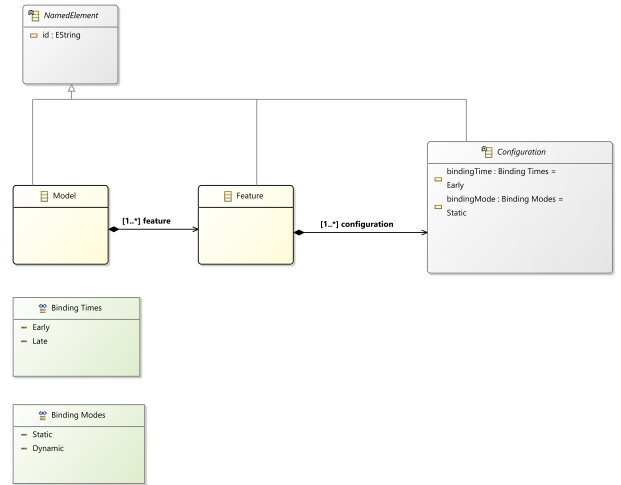 NamedElement
id : EString
Configuration
bindingTime : Binding Times =
Early
bindingMode : Binding Modes =
Static
Model
Feature
[1..*] feature
[1..*] configuration
Binding Times
Early
Late
Binding Modes
Static
Dynamic